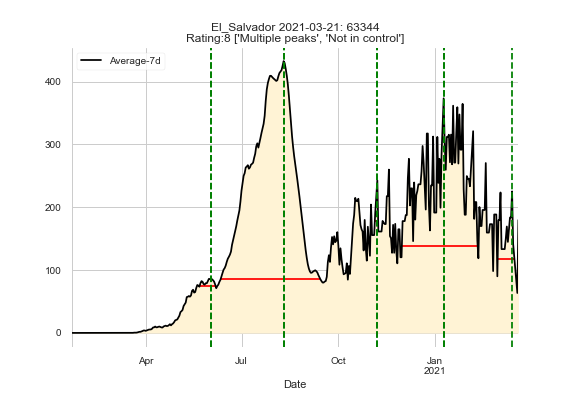 El_Salvador 2021-03-21: 63344
Rating:8 ['Multiple peaks', 'Not in control']
Average-7d
400
300
200
100
0
Apr
Jul
Oct
Jan
2021
Date